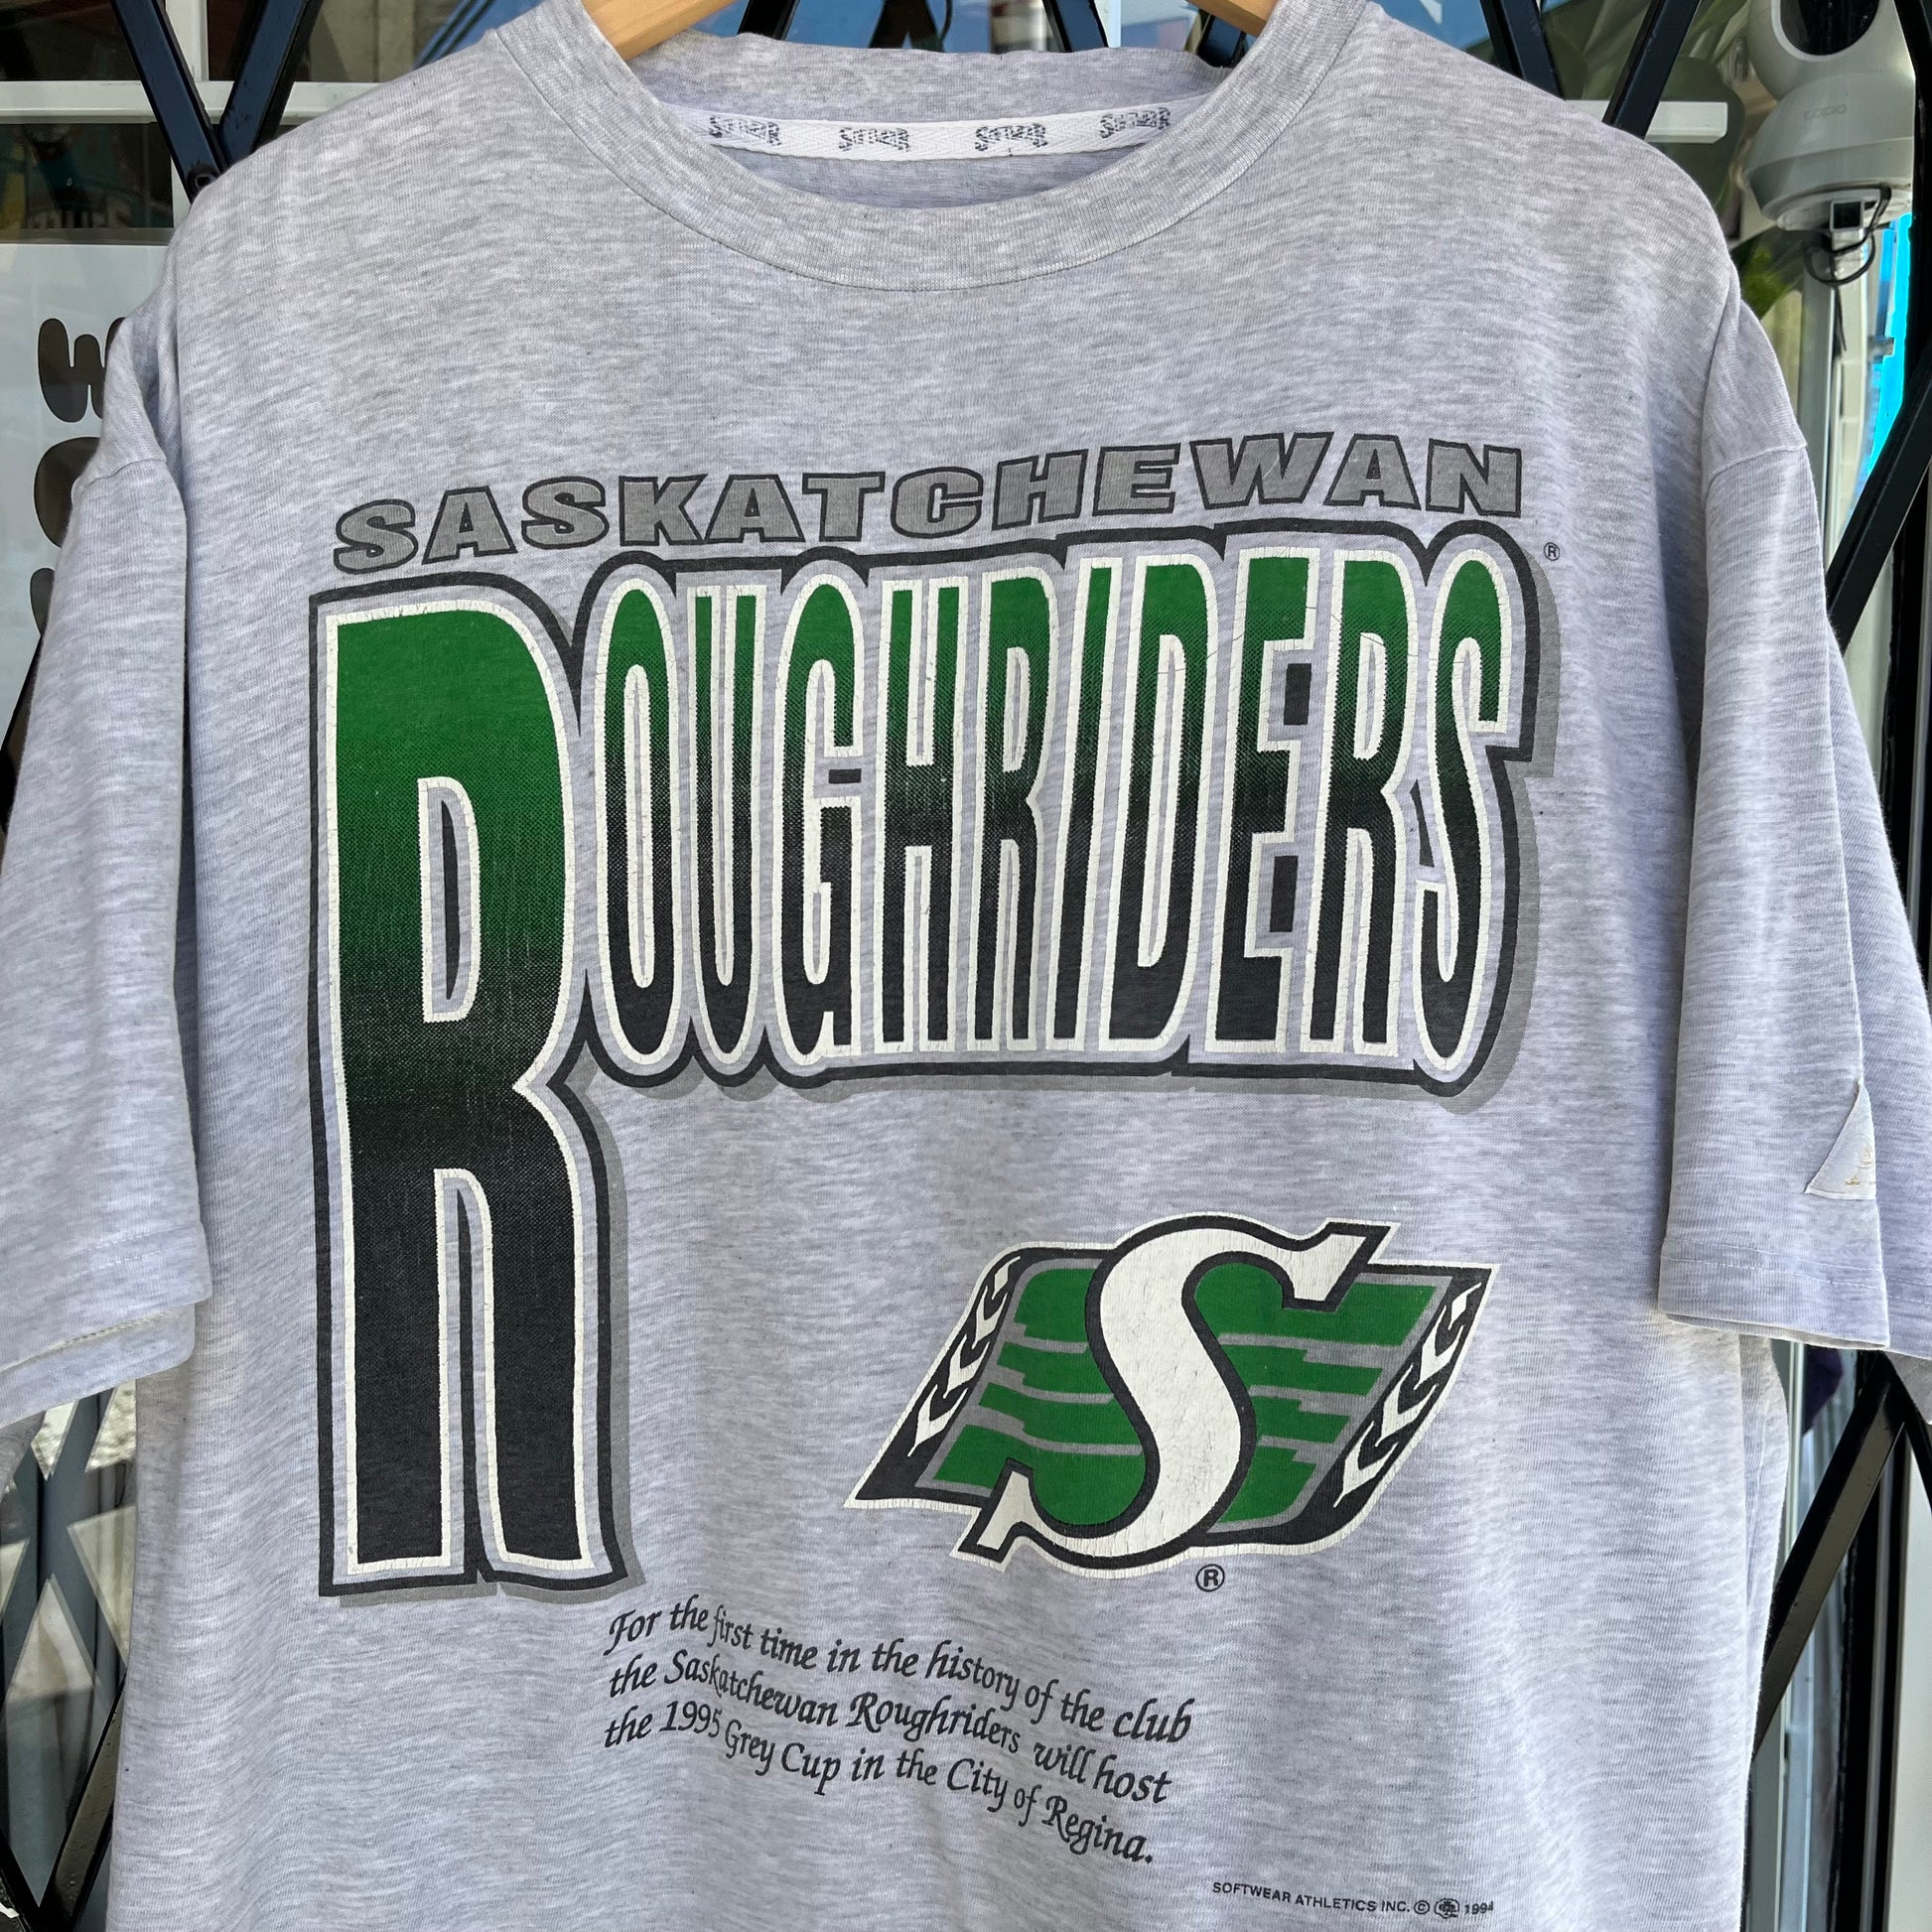 SASKATCHEWAN
ROUGHRIDERS ®
S
®
For the first time in the history of the club
the Saskatchewan Roughriders will host
the 1995 Grey Cup in the City of Regina.
SOFTWEAR ATHLETICS INC. © 1994
tapo